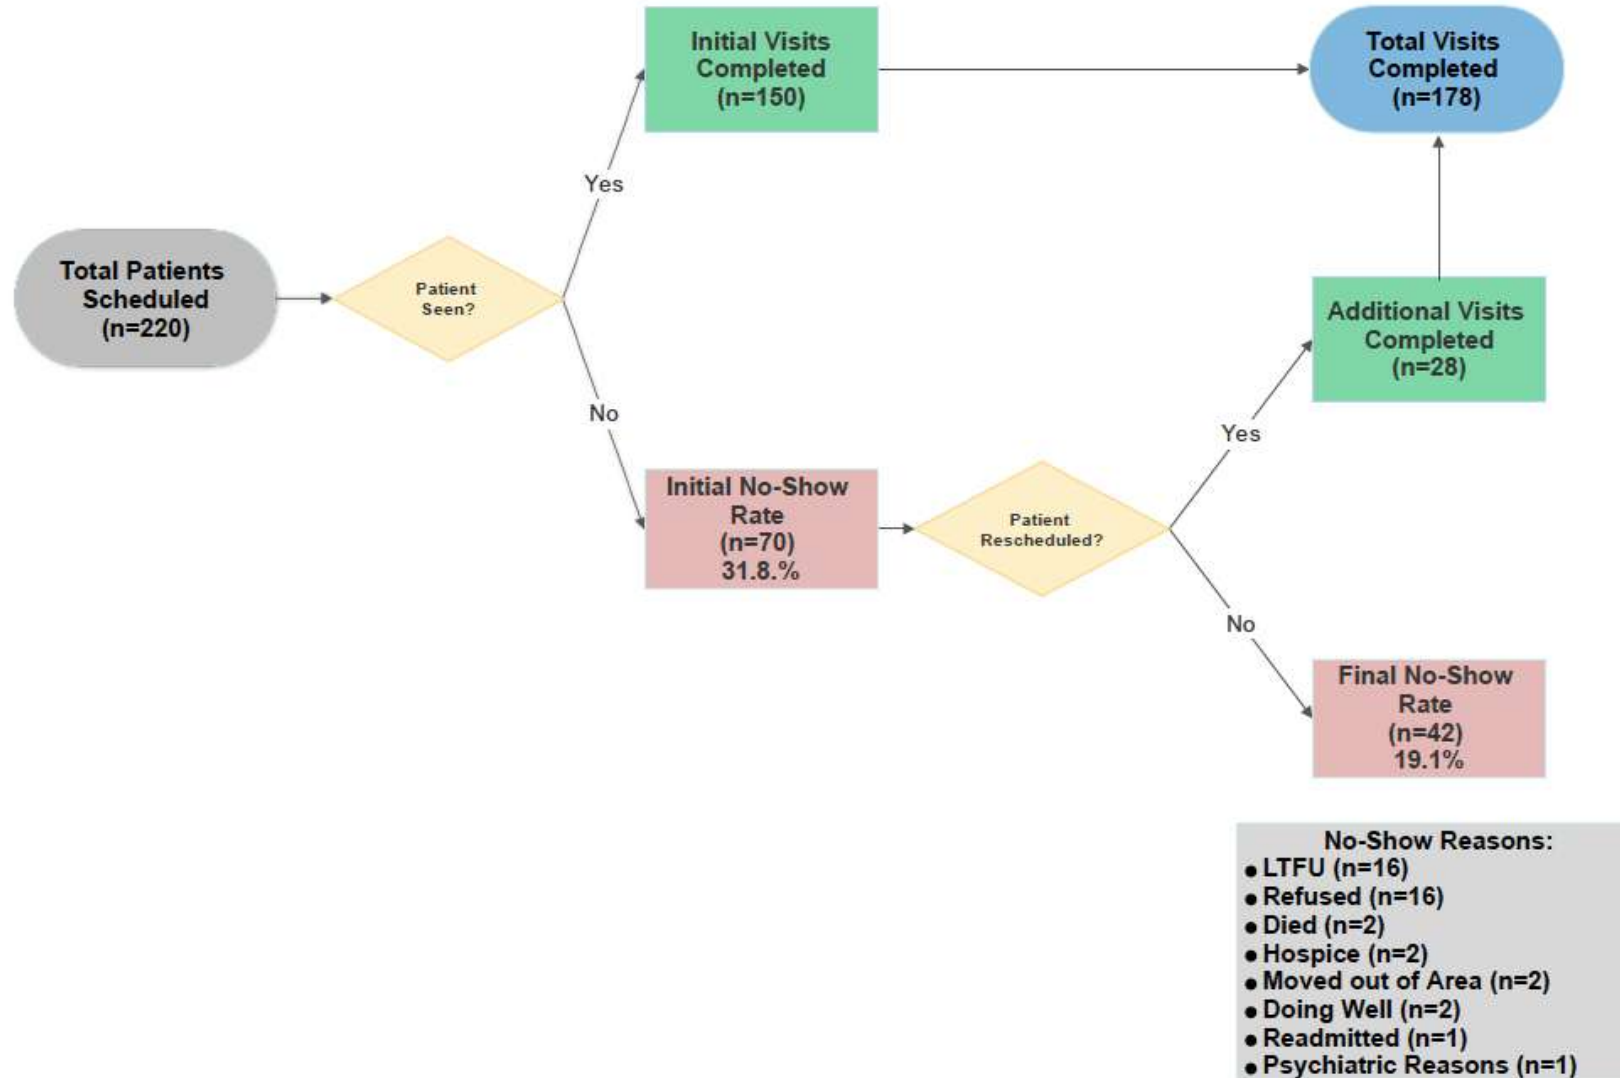 Initial Visits
Completed
(n=150)
Total Visits
Completed
(n=178)
Yes
Total Patients
Scheduled
(n=220)
Patient
Seen?
Additional Visits
Completed
(n=28)
No
Yes
Initial No-Show
Rate
(n=70)
31.8.%
Patient
Rescheduled?
No
Final No-Show
Rate
(n=42)
19.1%
No-Show Reasons:
● LTFU (n=16)
● Refused (n=16)
● Died (n=2)
● Hospice (n=2)
● Moved out of Area (n=2)
● Doing Well (n=2)
● Readmitted (n=1)
● Psychiatric Reasons (n=1)